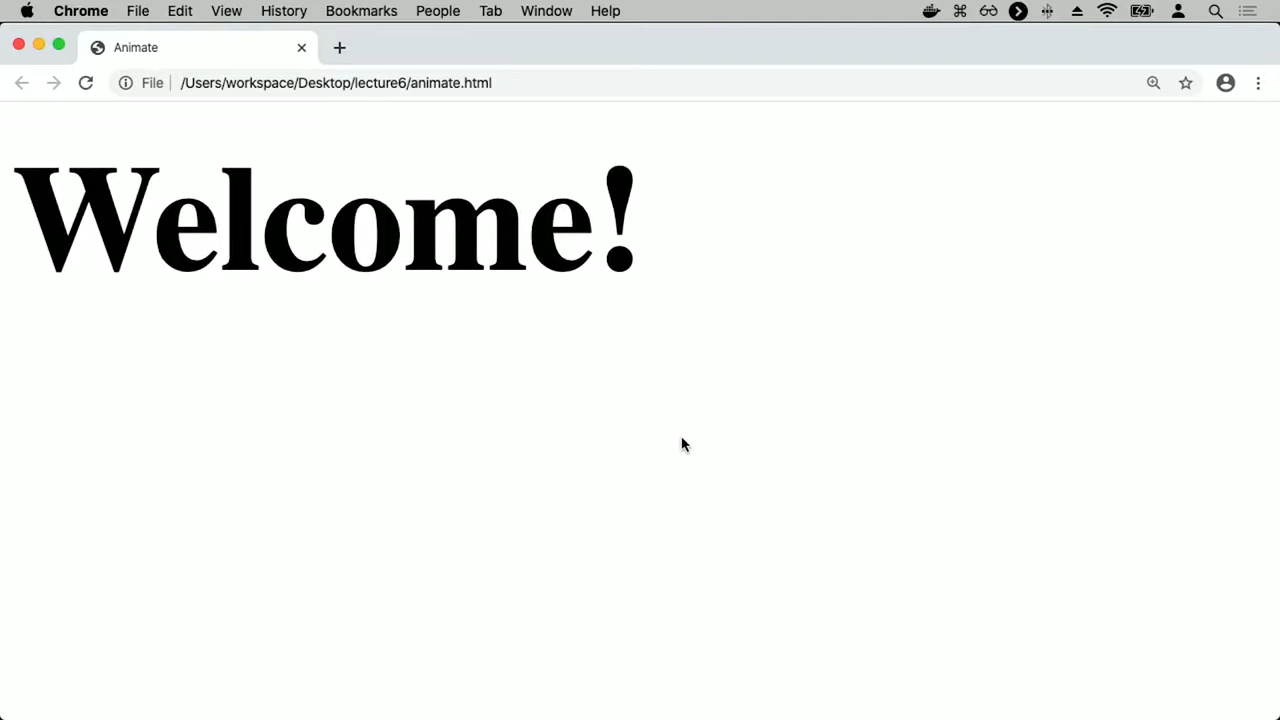 Chrome File Edit View History Bookmarks People Tab Window Help
Animate
File /Users/workspace/Desktop/lecture6/animate.html
Welcome!